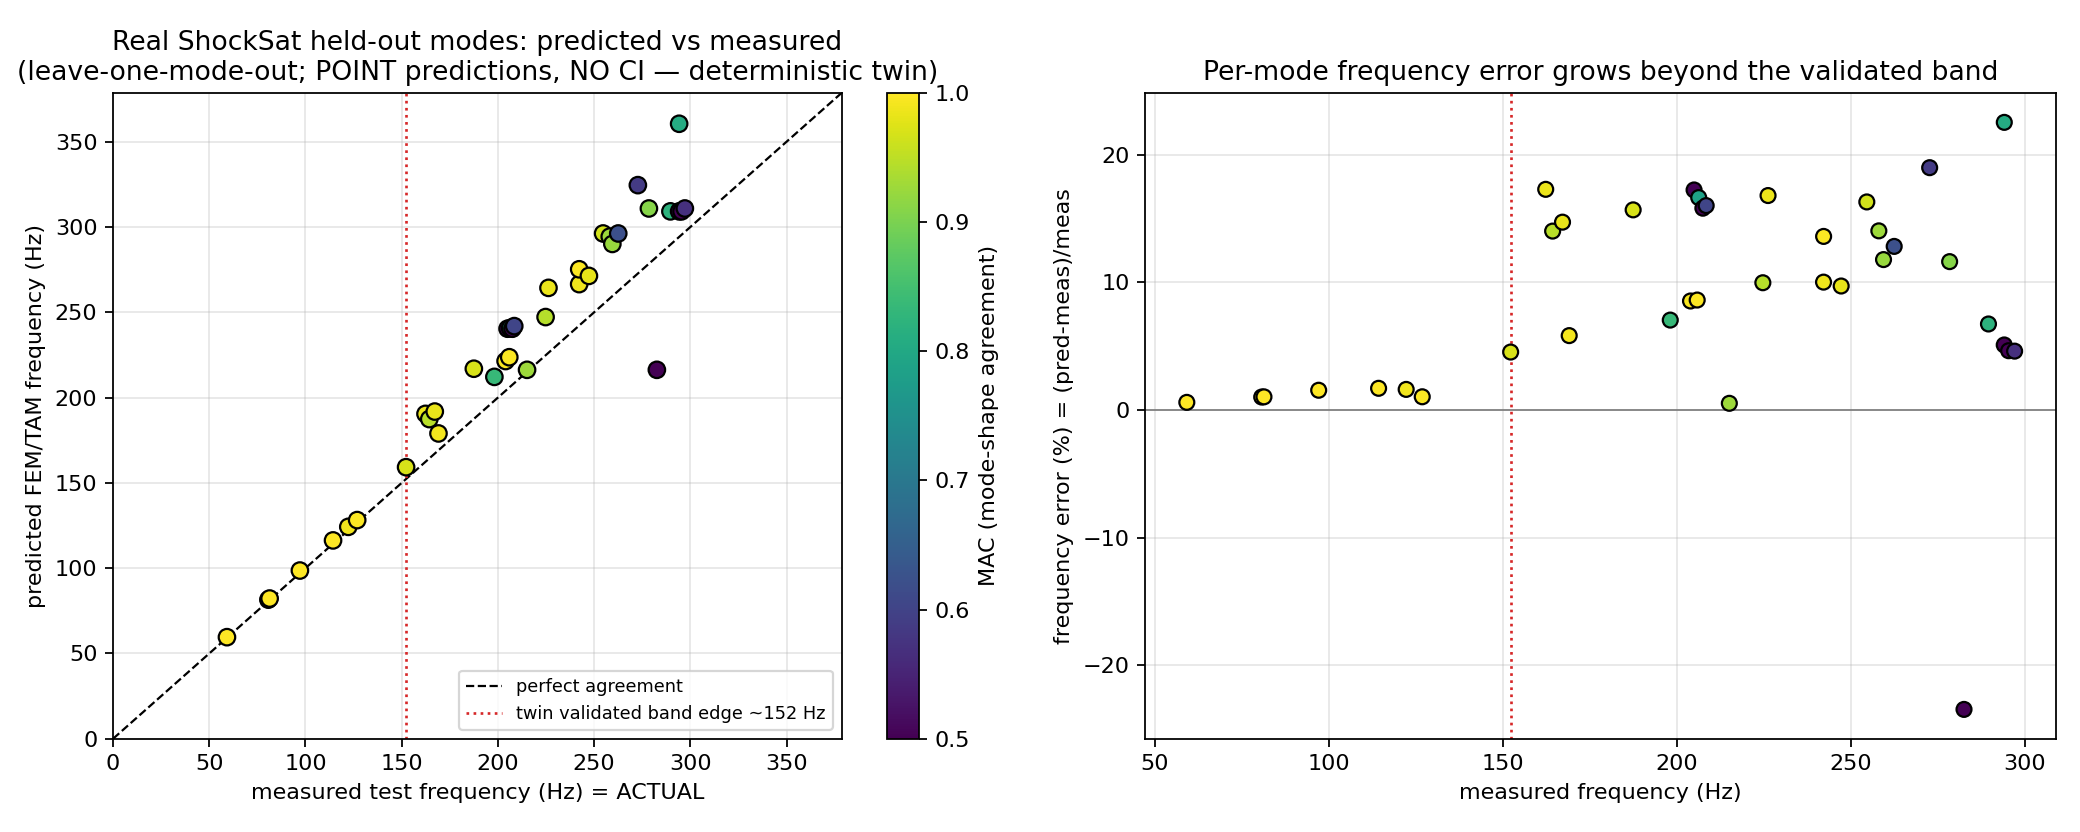 Real ShockSat held-out modes: predicted vs measured
(leave-one-mode-out; POINT predictions, NO CI — deterministic twin)
predicted FEM/TAM frequency (Hz)
350
300
250
200
150
100
50
0
0 50 100 150 200 250 300 350
measured test frequency (Hz) = ACTUAL
perfect agreement
twin validated band edge ~152 Hz
1.0
0.9
0.8
0.7
0.6
0.5
MAC (mode-shape agreement)
Per-mode frequency error grows beyond the validated band
frequency error (%) = (pred-meas)/meas
20
10
0
−10
−20
50 100 150 200 250 300
measured frequency (Hz)